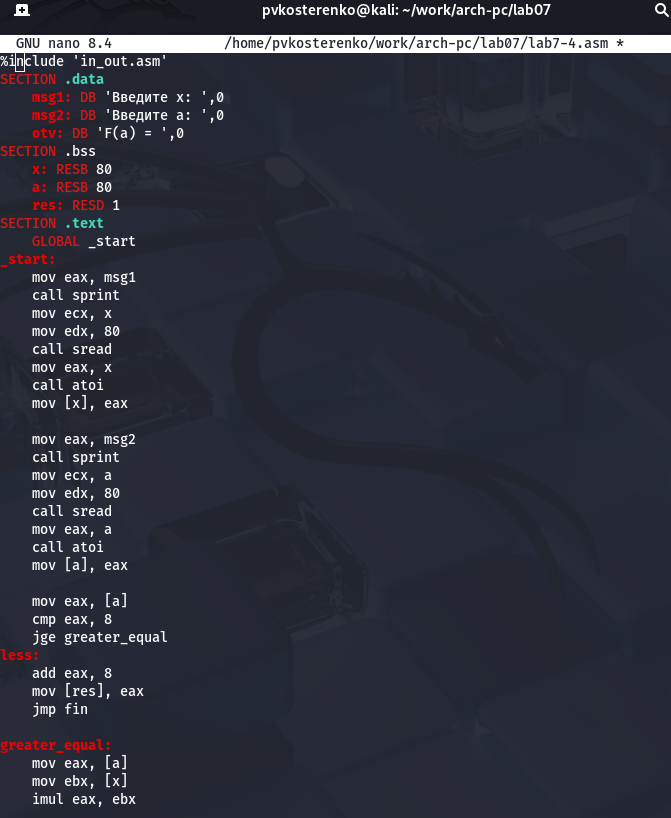 pvkosterenko@kali: ~/work/arch-pc/lab07
GNU nano 8.4 /home/pvkosterenko/work/arch-pc/lab07/lab7-4.asm *
%include 'in_out.asm'
SECTION .data
    msg1: DB 'Введите x: ',0
    msg2: DB 'Введите a: ',0
    otv: DB 'F(a) = ',0
SECTION .bss
    x: RESB 80
    a: RESB 80
    res: RESD 1
SECTION .text
    GLOBAL _start
_start:
    mov eax, msg1
    call sprint
    mov ecx, x
    mov edx, 80
    call sread
    mov eax, x
    call atoi
    mov [x], eax

    mov eax, msg2
    call sprint
    mov ecx, a
    mov edx, 80
    call sread
    mov eax, a
    call atoi
    mov [a], eax

    mov eax, [a]
    cmp eax, 8
    jge greater_equal
less:
    add eax, 8
    mov [res], eax
    jmp fin

greater_equal:
    mov eax, [a]
    mov ebx, [x]
    imul eax, ebx